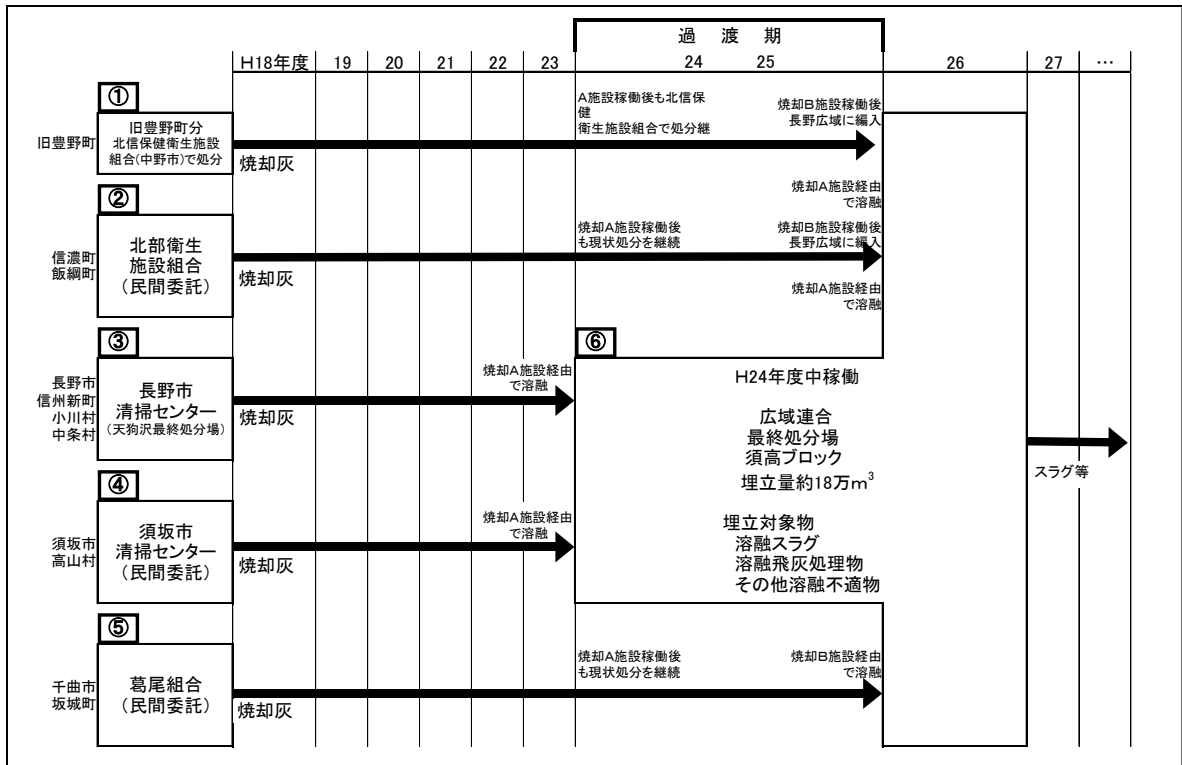 過 渡 期
H18年度 19 20 21 22 23 24 25 26 27 …
①
旧豊野町
旧豊野町分
北信保健衛生施設
組合(中野市)で処分
焼却灰
A施設稼働後も北信保
健
衛生施設組合で処分継
焼却B施設稼働後
長野広域に編入
焼却A施設経由
で溶融
②
信濃町
飯綱町
北部衛生
施設組合
(民間委託)
焼却灰
焼却A施設稼働後
も現状処分を継続
焼却B施設稼働後
長野広域に編入
焼却A施設経由
で溶融
③
長野市
信州新町
小川村
中条村
長野市
清掃センター
(天狗沢最終処分場)
焼却灰
焼却A施設経由
で溶融
④
須坂市
高山村
須坂市
清掃センター
(民間委託)
焼却灰
焼却A施設経由
で溶融
⑤
千曲市
坂城町
葛尾組合
(民間委託)
焼却灰
焼却A施設稼働後
も現状処分を継続
焼却B施設経由
で溶融
⑥
H24年度中稼働
広域連合
最終処分場
須高ブロック
埋立量約18万m³
埋立対象物
溶融スラグ
溶融飛灰処理物
その他溶融不適物
スラグ等